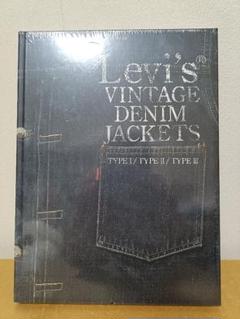 Levi's®
VINTAGE
DENIM
JACKETS
TYPE I / TYPE II / TYPE III